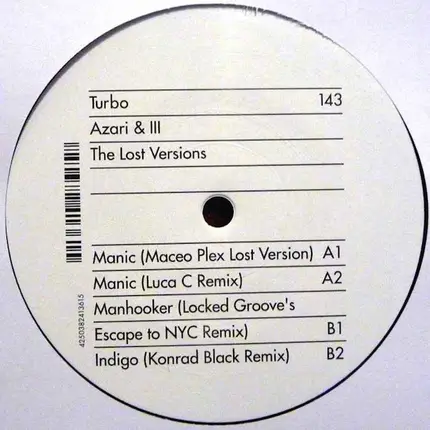 Turbo 143
Azari & III
The Lost Versions
Manic (Maceo Plex Lost Version) A1
Manic (Luca C Remix) A2
Manhooker (Locked Groove's
Escape to NYC Remix) B1
Indigo (Konrad Black Remix) B2
4250382413615